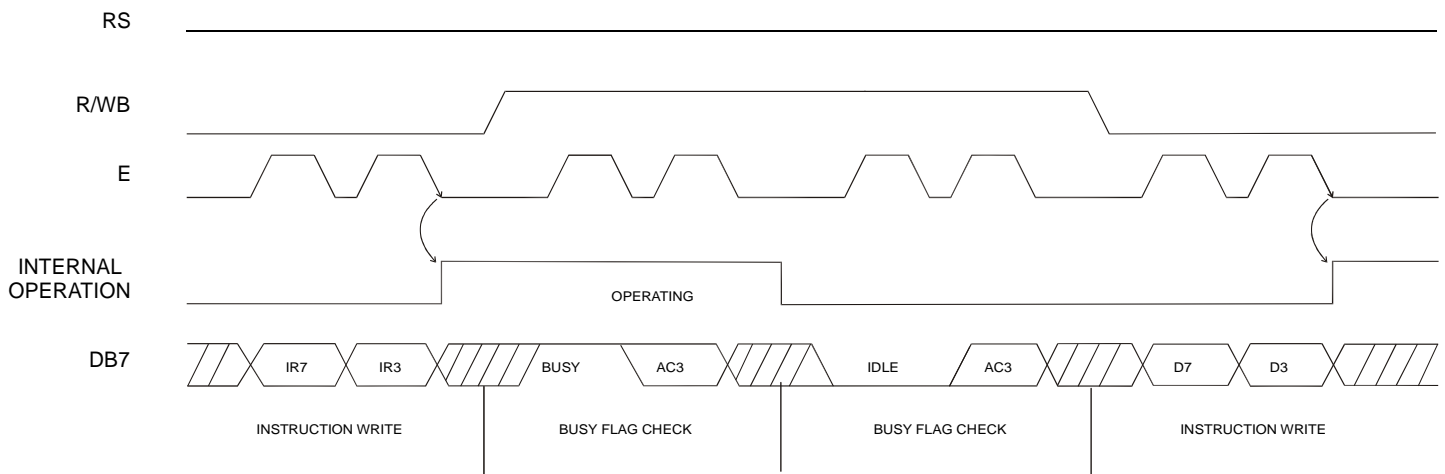 RS
R/WB
E
INTERNAL
OPERATION
OPERATING
DB7
IR7 IR3 BUSY AC3 IDLE AC3 D7 D3
INSTRUCTION WRITE BUSY FLAG CHECK BUSY FLAG CHECK INSTRUCTION WRITE